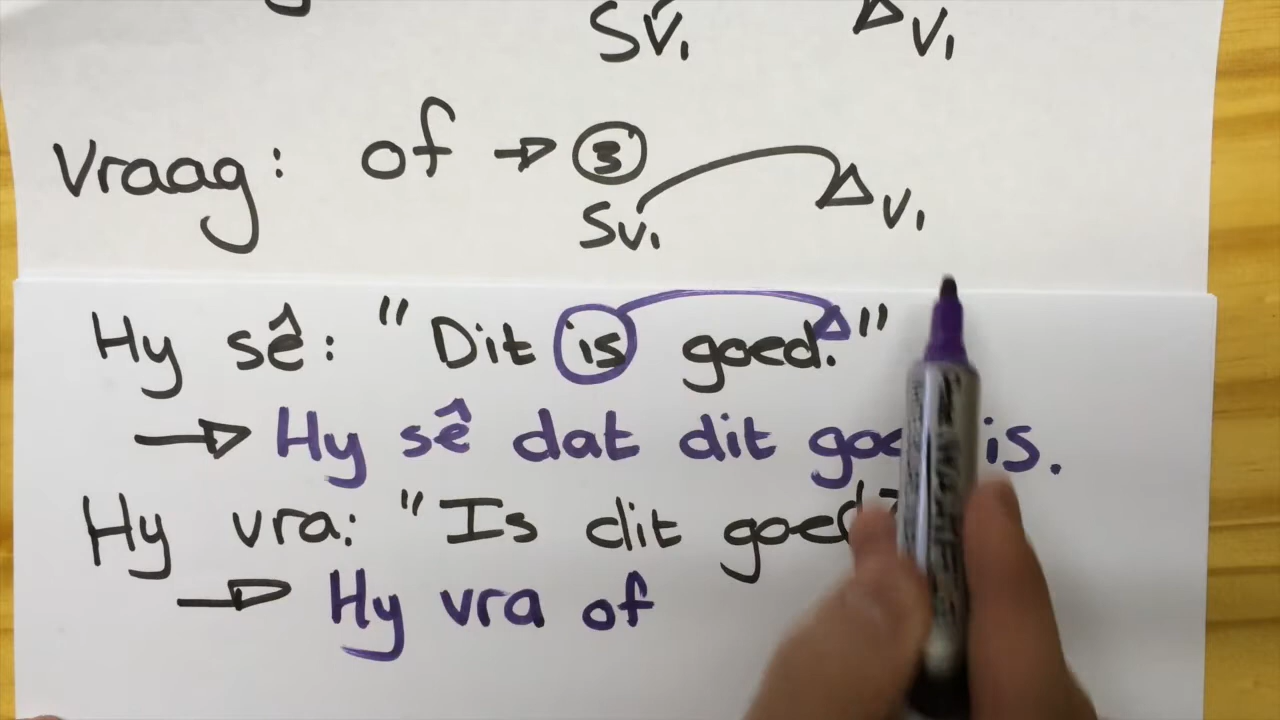 Sv₁ Δv₁
Vraag: of → ③
Sv₁ Δv₁
Hy sê: "Dit is goed."
→ Hy sê dat dit goed is.
Hy vra: "Is dit goed?
→ Hy vra of